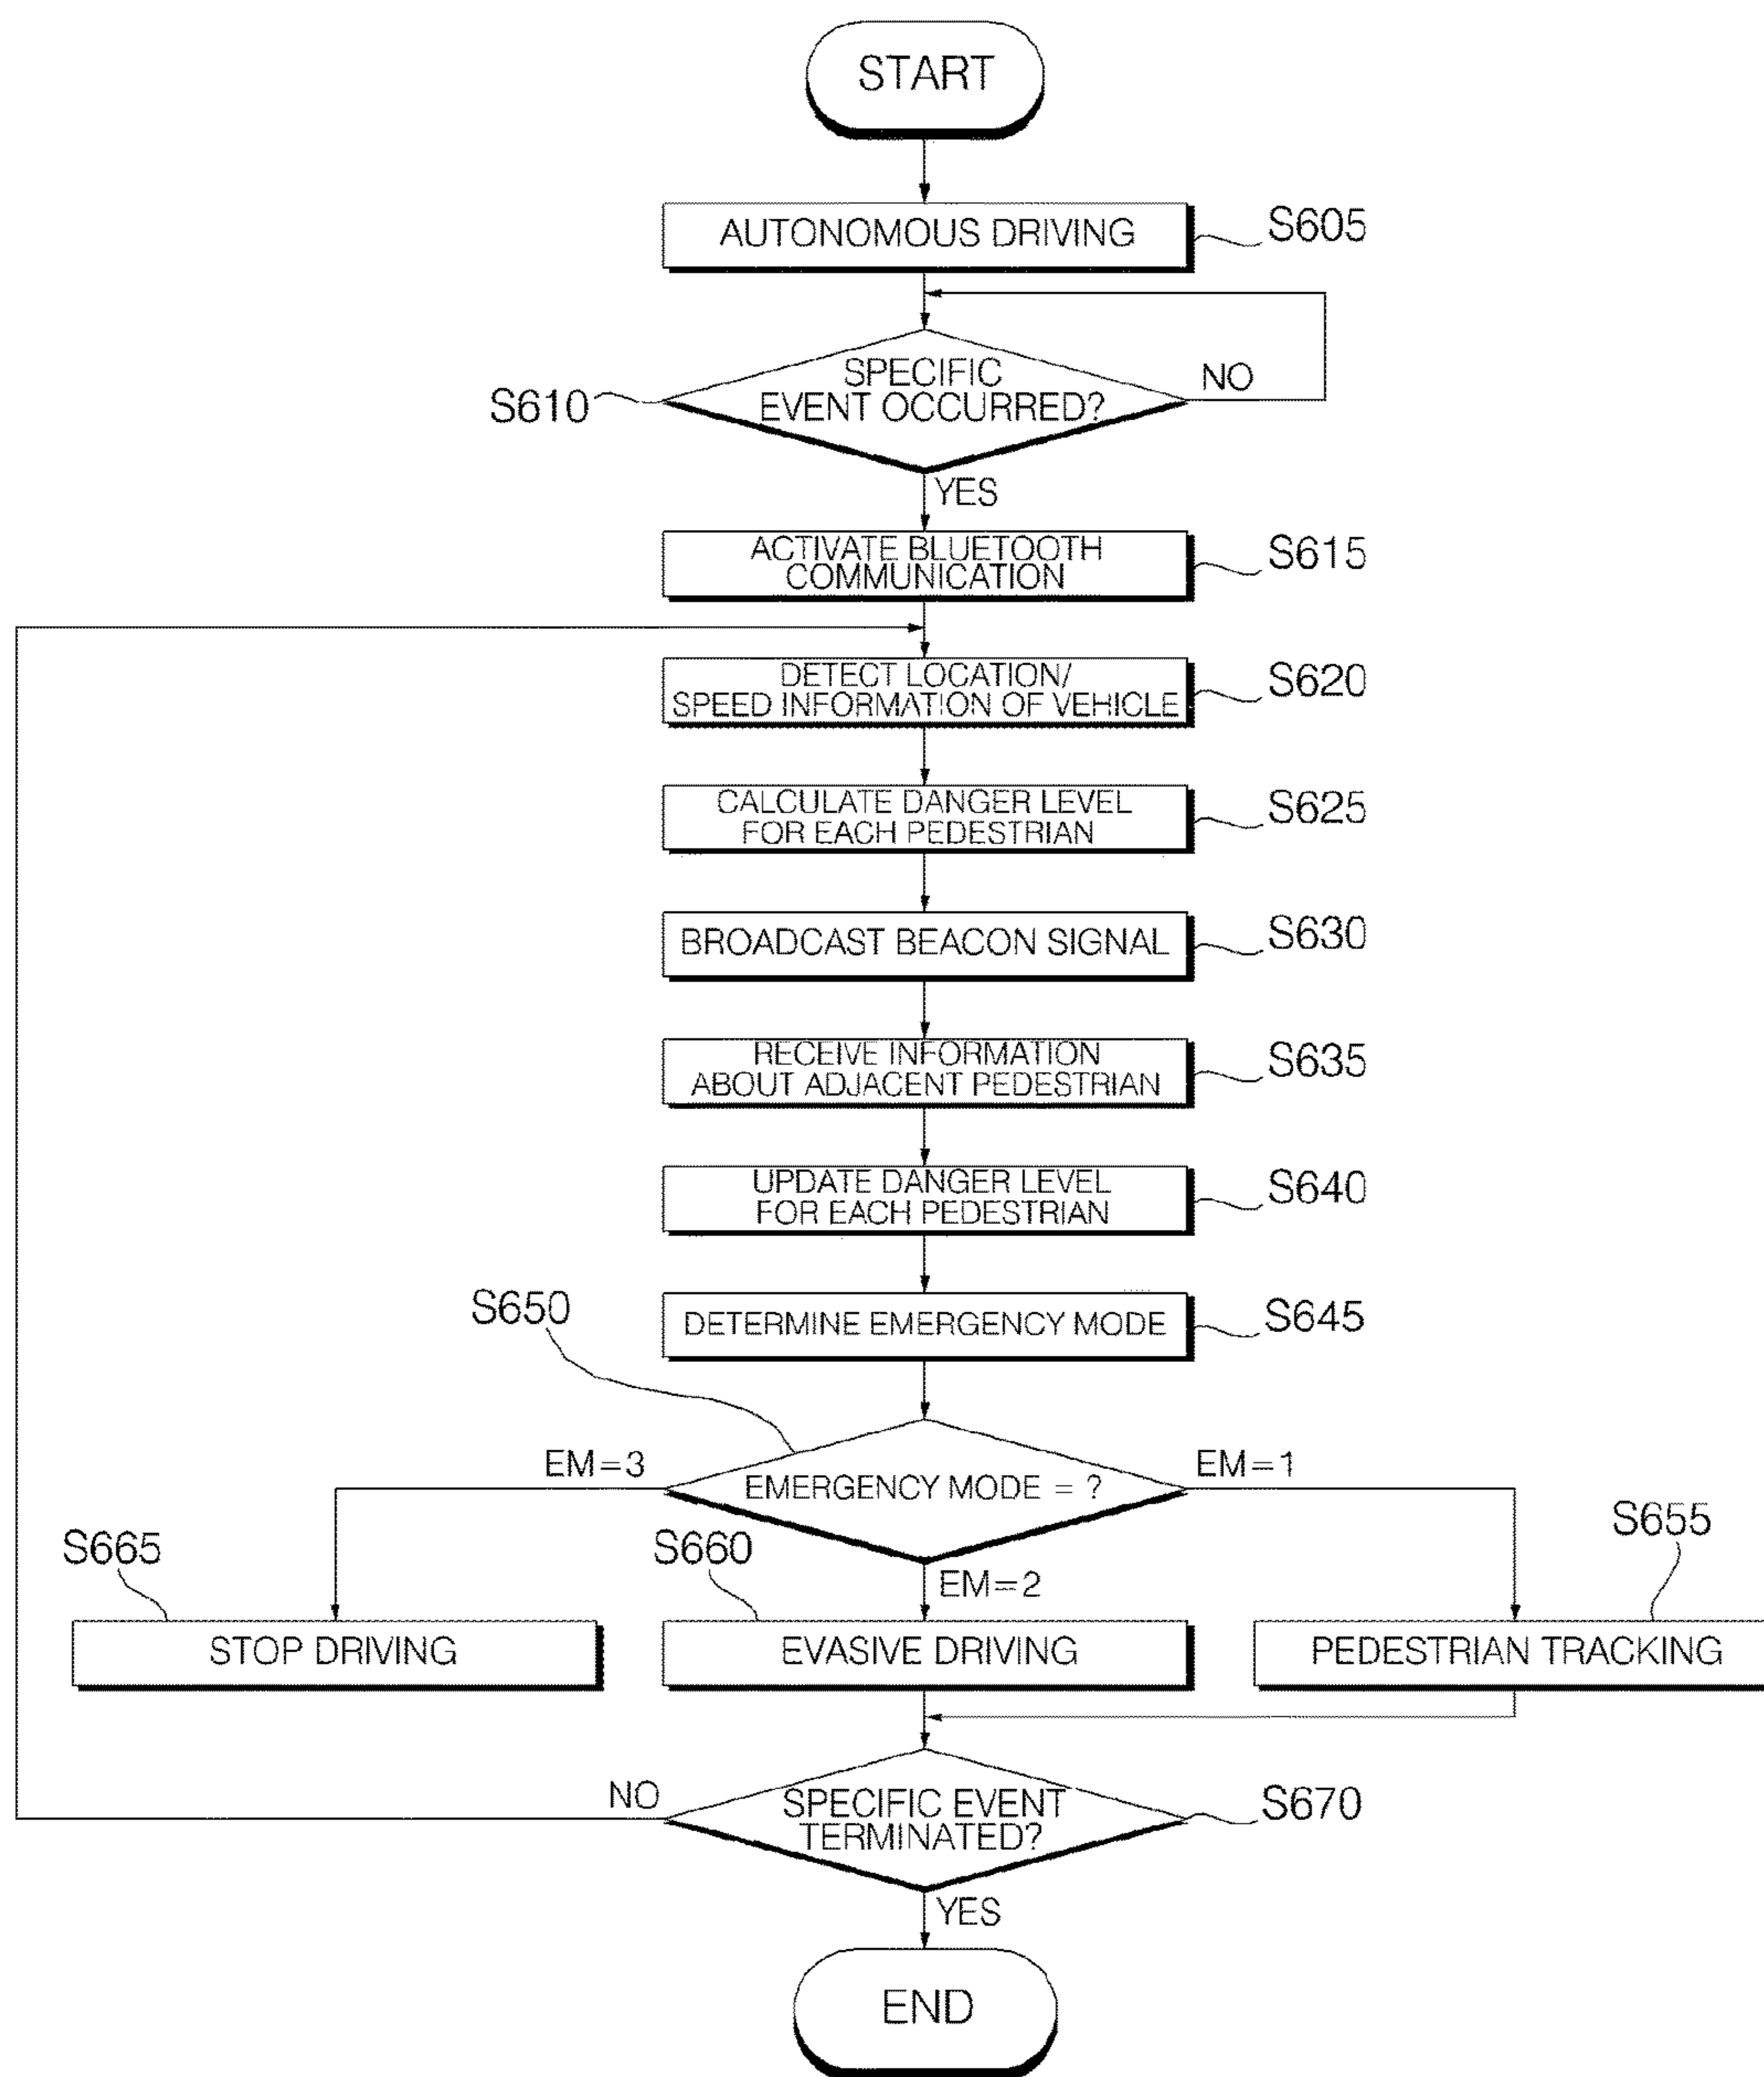 START
AUTONOMOUS DRIVING
S605
SPECIFIC
EVENT OCCURRED?
S610
NO
YES
ACTIVATE BLUETOOTH
COMMUNICATION
S615
DETECT LOCATION/
SPEED INFORMATION OF VEHICLE
S620
CALCULATE DANGER LEVEL
FOR EACH PEDESTRIAN
S625
BROADCAST BEACON SIGNAL
S630
RECEIVE INFORMATION
ABOUT ADJACENT PEDESTRIAN
S635
UPDATE DANGER LEVEL
FOR EACH PEDESTRIAN
S640
DETERMINE EMERGENCY MODE
S645
S650
EMERGENCY MODE = ?
EM=3
EM=1
EM=2
S665
STOP DRIVING
S660
EVASIVE DRIVING
S655
PEDESTRIAN TRACKING
SPECIFIC EVENT
TERMINATED?
S670
NO
YES
END